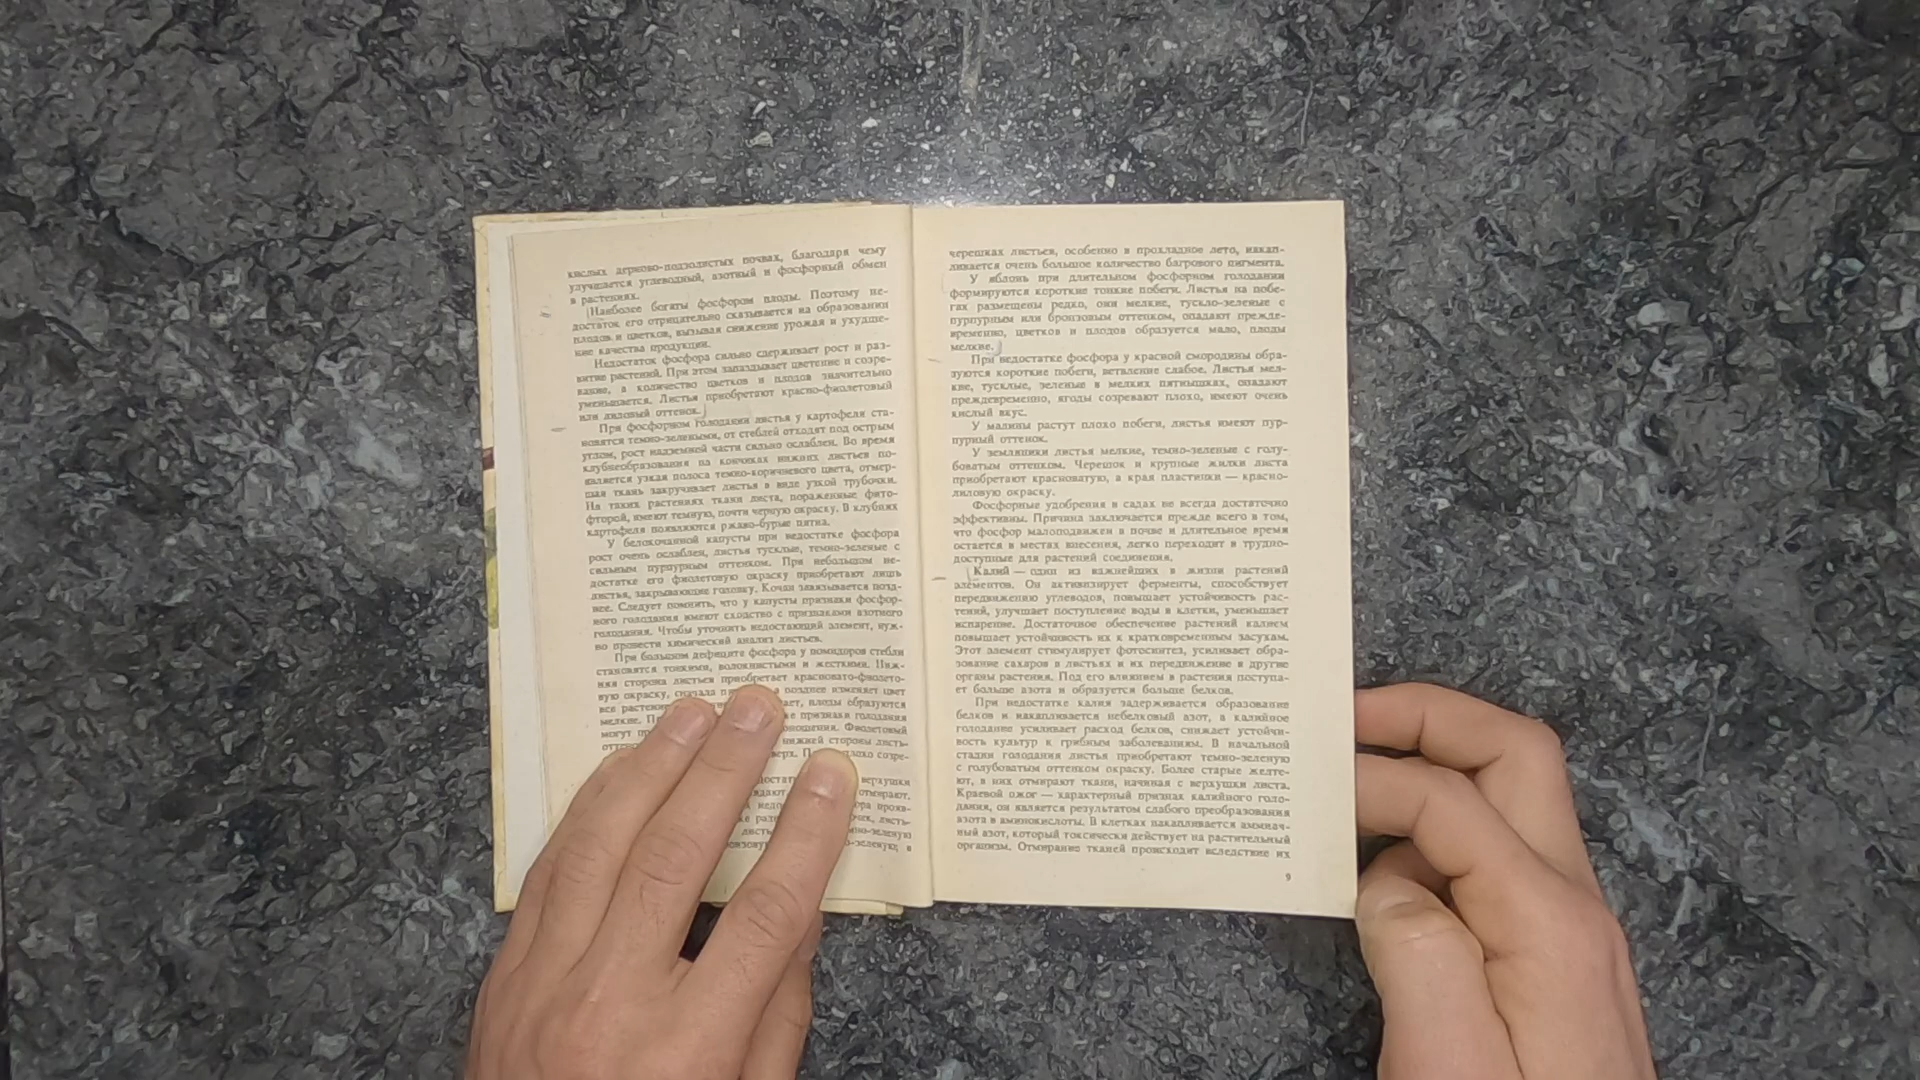 кислых дерново-подзолистых почвах, благодаря чему
улучшается углеводный, азотный и фосфорный обмен
в растениях.
Наиболее богаты фосфором плоды. Поэтому не-
достаток его отрицательно сказывается на образовании
плодов и цветков, вызывая снижение урожая и ухудше-
ние качества продукции.
Недостаток фосфора сильно сдерживает рост и раз-
витие растений. При этом запаздывает цветение и созре-
вание, а количество цветков и плодов значительно
уменьшается. Листья приобретают красно-фиолетовый
или лиловый оттенок.
При фосфорном голодании листья у картофеля ста-
новятся темно-зелеными, от стеблей отходят под острым
углом, рост надземной части сильно ослаблен. Во время
клубнеобразования на кончиках нижних листьев по-
является узкая полоса темно-коричневого цвета, отмер-
шая ткань закручивает листья в виде узкой трубочки.
На таких растениях ткани листа, пораженные фито-
фторой, имеют темную, почти черную окраску. В клубнях
картофеля появляются ржаво-бурые пятна.
У белокочанной капусты при недостатке фосфора
рост очень ослаблен, листья тусклые, темно-зеленые с
сильным пурпурным оттенком. При небольшом не-
достатке его фиолетовую окраску приобретают лишь
листья, закрывающие головку. Кочан завязывается позд-
нее. Следует помнить, что у капусты признаки фосфор-
ного голодания имеют сходство с признаками азотного
голодания. Чтобы уточнить недостающий элемент, нуж-
но провести химический анализ листьев.
При большом дефиците фосфора у помидоров стебли
становятся тонкими, волокнистыми и жесткими. Ниж-
няя сторона листьев приобретает красновато-фиолето-
вую окраску, сначала а позднее изменяет цвет
все растение плоды образуются
мелкие. признаки голодания
могут Фиолетовый
нижней стороны листь-
плохо созре-
верхушки
отмирают.
прояв-
листь-
листь
в
черешках листьев, особенно в прохладное лето, накап-
ливается очень большое количество багрового пигмента.
У яблонь при длительном фосфорном голодании
формируются короткие тонкие побеги. Листья на побе-
гах размещены редко, они мелкие, тускло-зеленые с
пурпурным или бронзовым оттенком, опадают прежде-
временно, цветков и плодов образуется мало, плоды
мелкие.
При недостатке фосфора у красной смородины обра-
зуются короткие побеги, ветвление слабое. Листья мел-
кие, тусклые, зеленые в мелких пятнышках, опадают
преждевременно, ягоды созревают плохо, имеют очень
кислый вкус.
У малины растут плохо побеги, листья имеют пур-
пурный оттенок.
У земляники листья мелкие, темно-зеленые с голу-
боватым оттенком. Черешок и крупные жилки листа
приобретают красноватую, а края пластинки — красно-
лиловую окраску.
Фосфорные удобрения в садах не всегда достаточно
эффективны. Причина заключается прежде всего в том,
что фосфор малоподвижен в почве и длительное время
остается в местах внесения, легко переходит в трудно-
доступные для растений соединения.
Калий — один из важнейших в жизни растений
элементов. Он активизирует ферменты, способствует
передвижению углеводов, повышает устойчивость рас-
тений, улучшает поступление воды в клетки, уменьшает
испарение. Достаточное обеспечение растений калием
повышает устойчивость их к кратковременным засухам.
Этот элемент стимулирует фотосинтез, усиливает обра-
зование сахаров в листьях и их передвижение в другие
органы растения. Под его влиянием в растения поступа-
ет больше азота и образуется больше белков.
При недостатке калия задерживается образование
белков и накапливается небелковый азот, а калийное
голодание усиливает расход белков, снижает устойчи-
вость культур к грибным заболеваниям. В начальной
стадии голодания листья приобретают темно-зеленую
с голубоватым оттенком окраску. Более старые желте-
ют, в них отмирают ткани, начиная с верхушки листа.
Краевой ожог — характерный признак калийного голо-
дания, он является результатом слабого преобразования
азота в аминокислоты. В клетках накапливается аммиач-
ный азот, который токсически действует на растительный
организм. Отмирание тканей происходит вследствие их
9